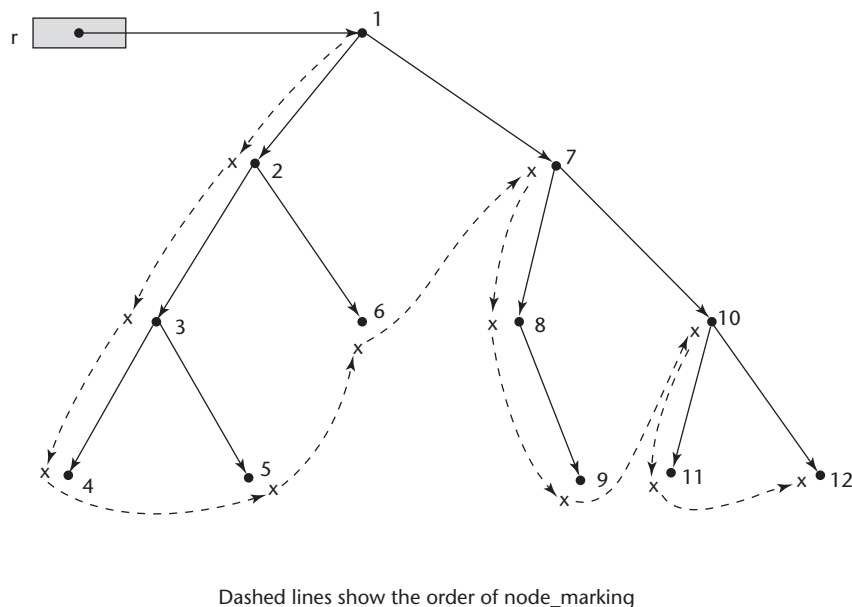 1
r
7
x
x
2
6
x
x
3
x
8
x
10
x
x
4
5
x
9
x
11
x
x
12
Dashed lines show the order of node_marking